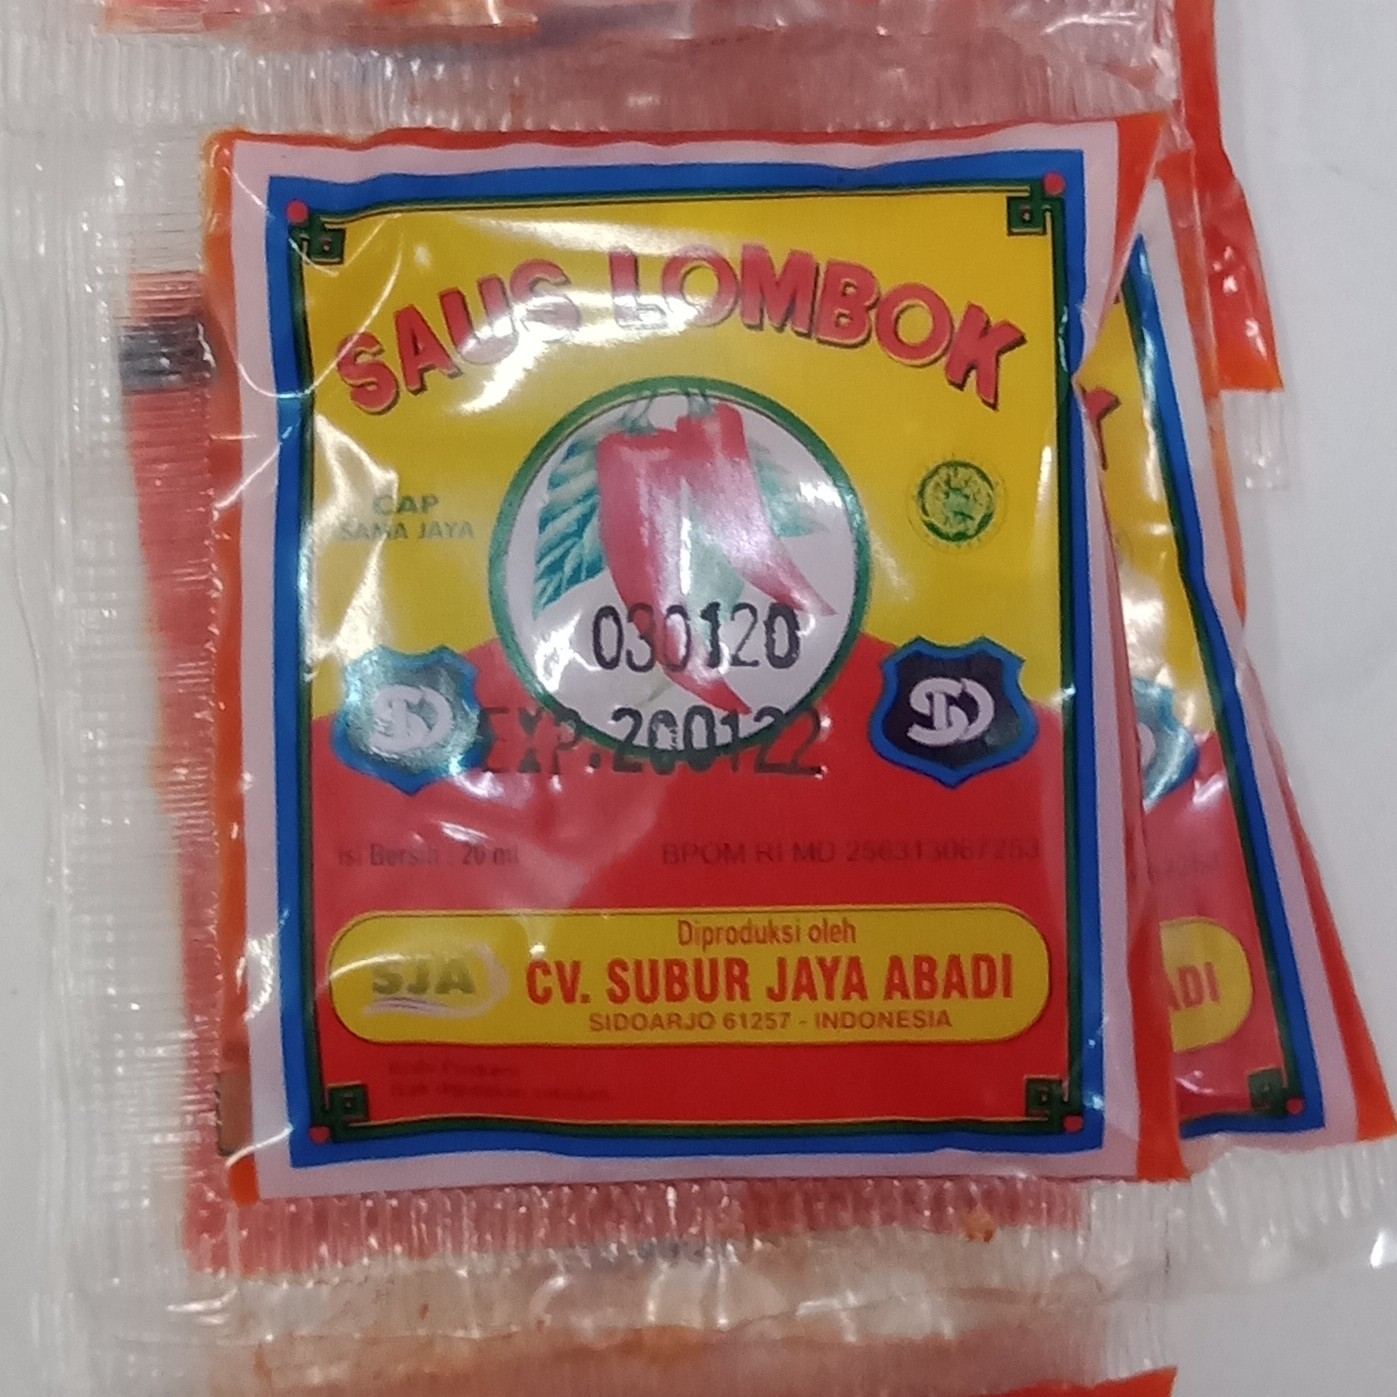 SAUS LOMBOK
CAP
SAMA JAYA
030120
EXP.200122
Isi Bersih : 20 ml
BPOM RI MD 256313067253
Diproduksi oleh
SJA
CV. SUBUR JAYA ABADI
SIDOARJO 61257 - INDONESIA
ADI